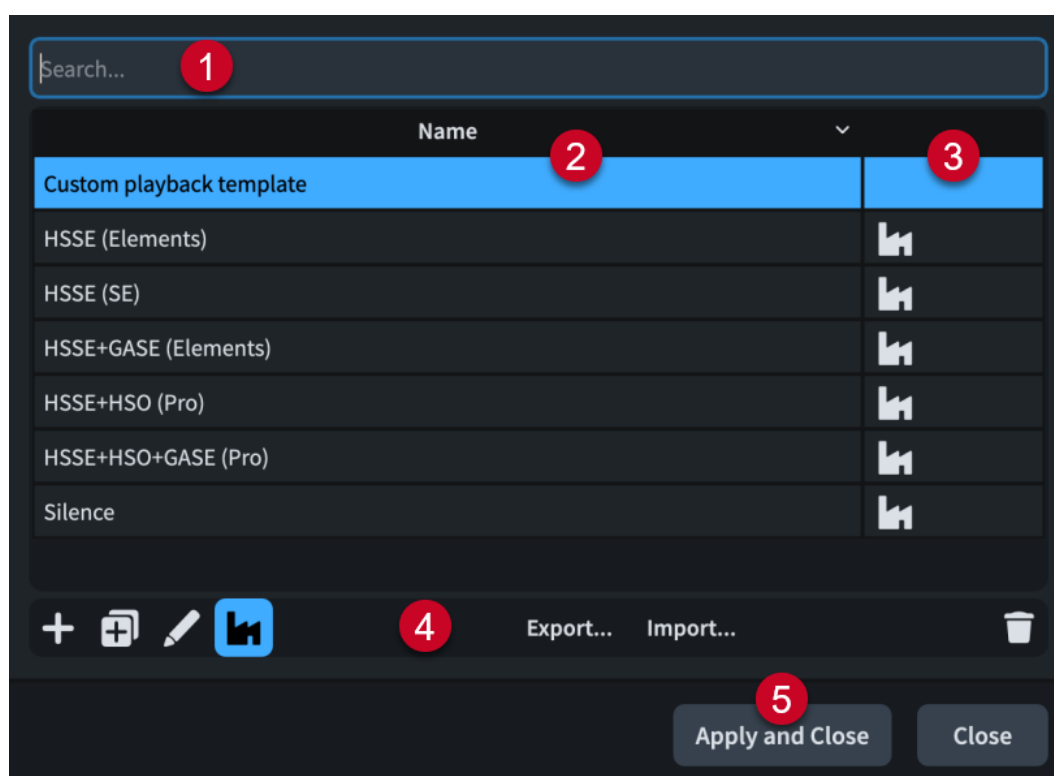 Search... 1
Name 2 3
Custom playback template
HSSE (Elements)
HSSE (SE)
HSSE+GASE (Elements)
HSSE+HSO (Pro)
HSSE+HSO+GASE (Pro)
Silence
4 Export... Import...
5
Apply and Close Close